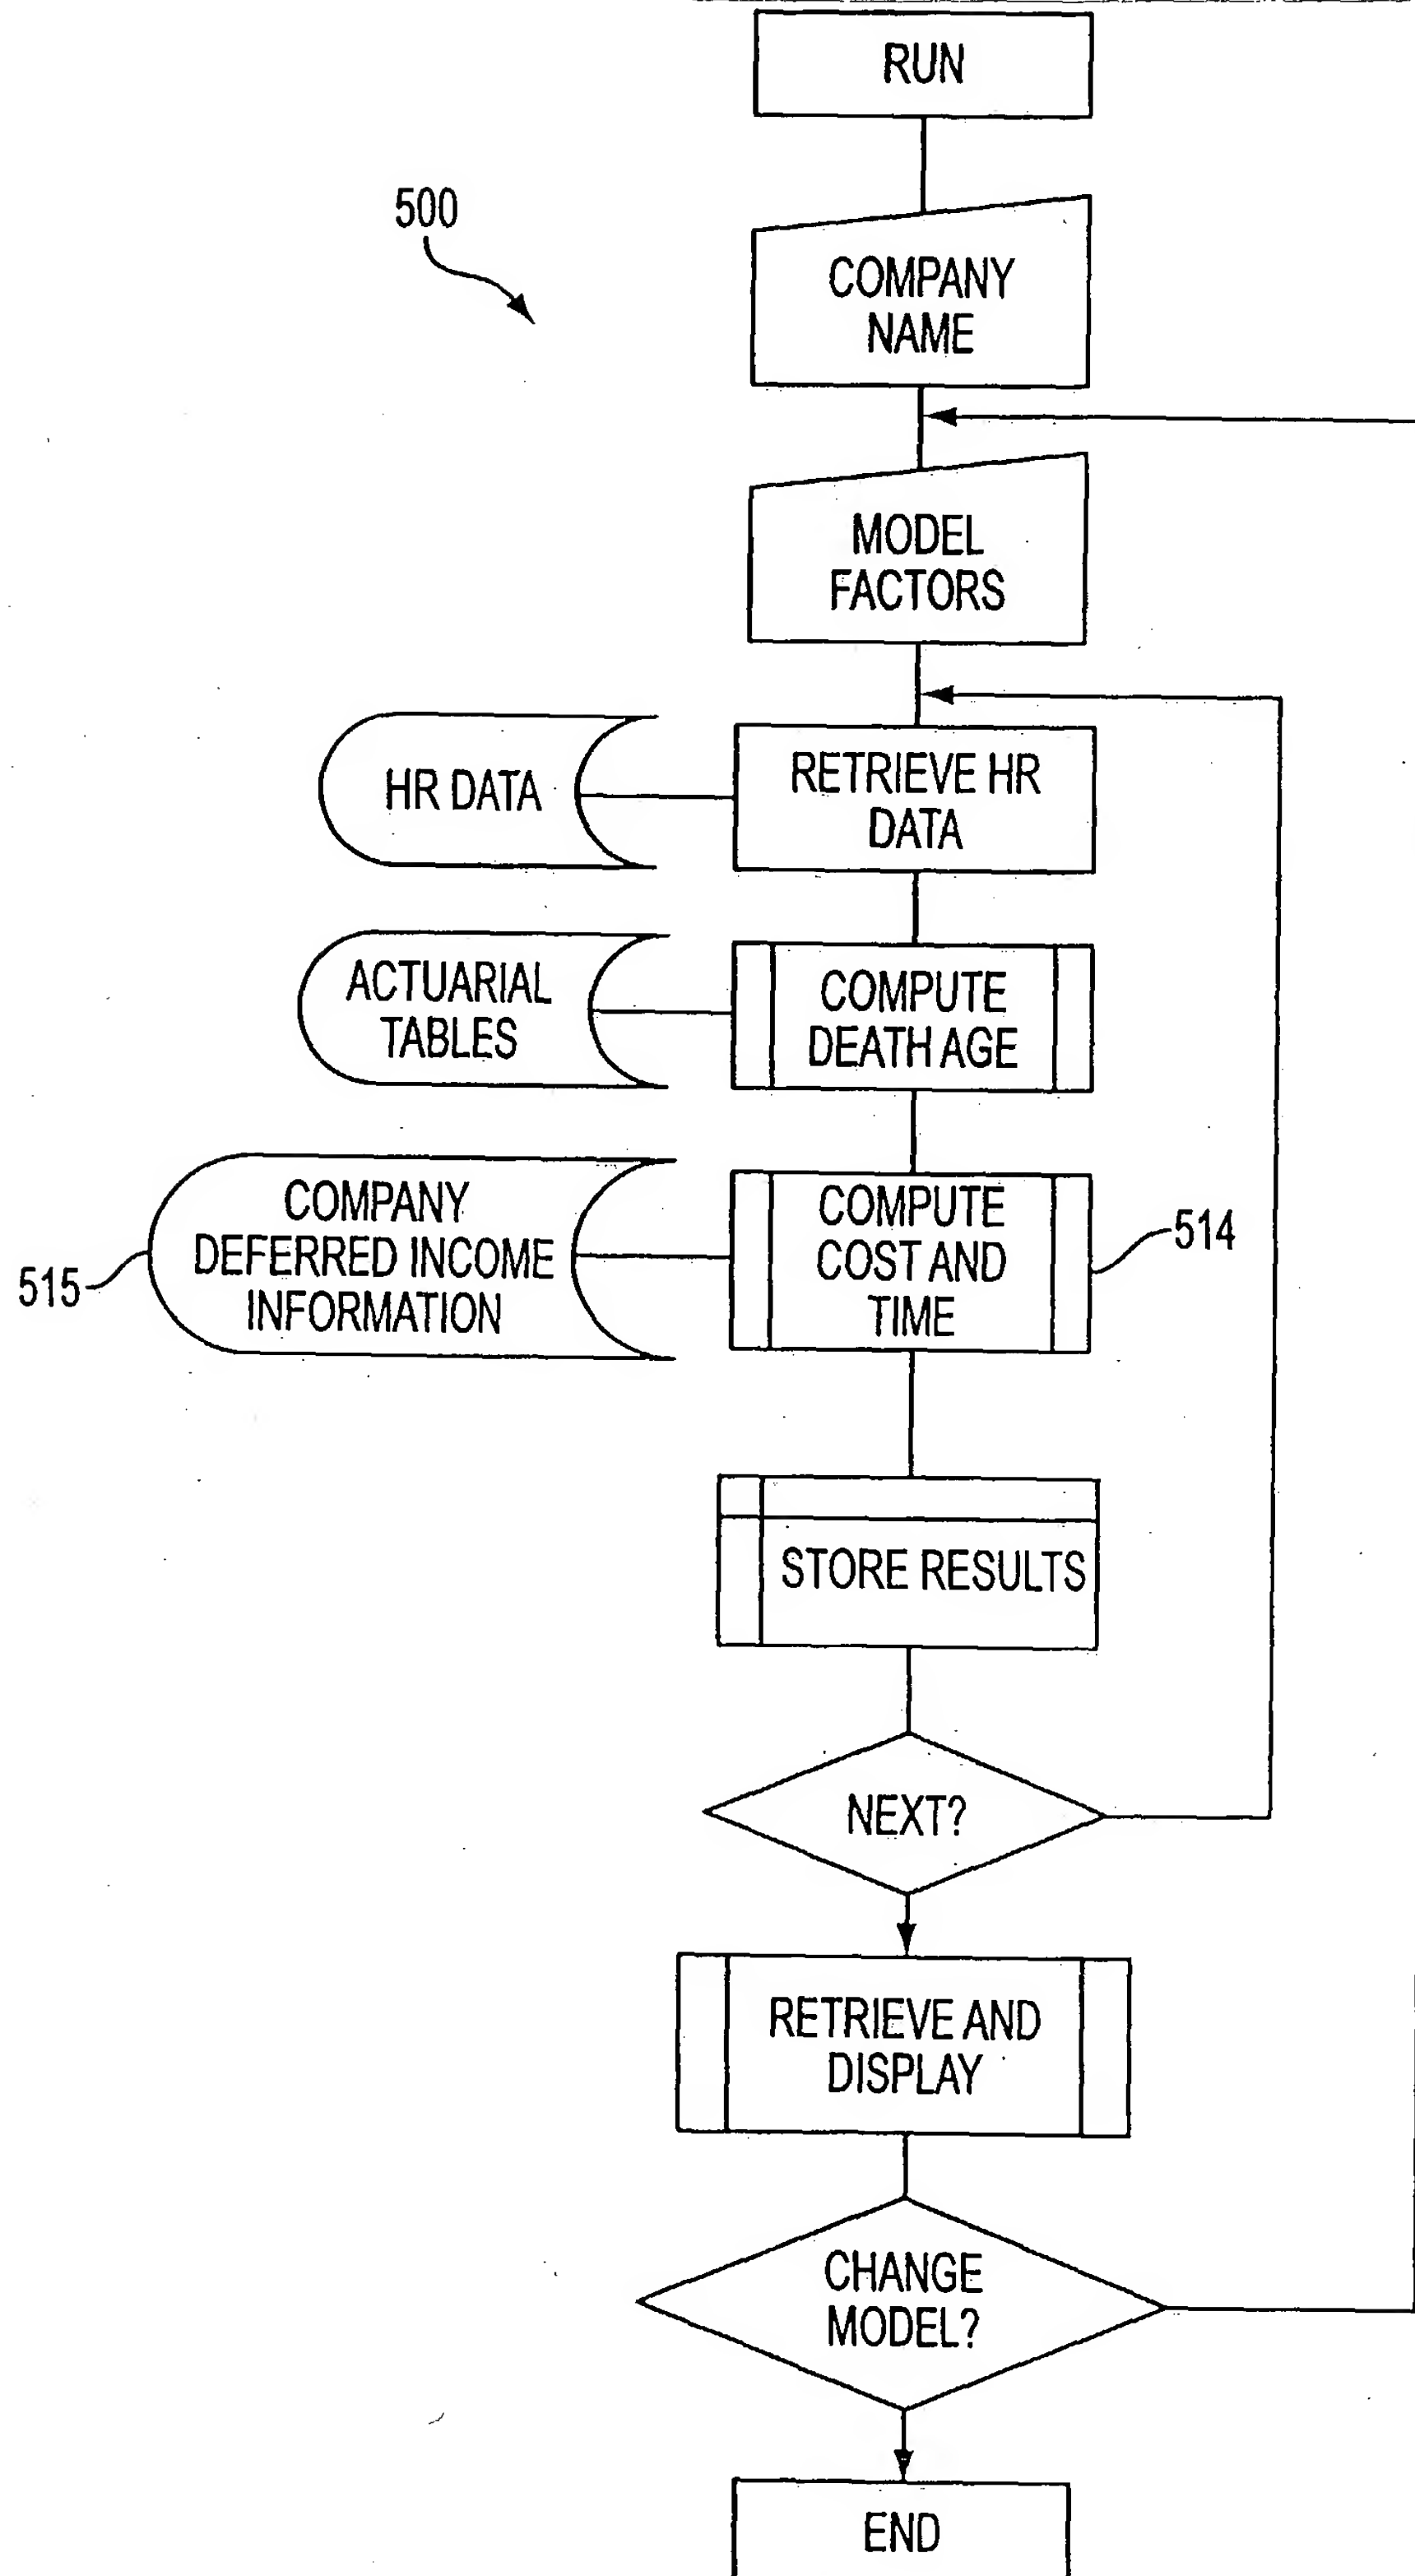 RUN
500
COMPANY
NAME
MODEL
FACTORS
HR DATA
RETRIEVE HR
DATA
ACTUARIAL
TABLES
COMPUTE
DEATH AGE
COMPANY
DEFERRED INCOME
INFORMATION
515
COMPUTE
COST AND
TIME
514
STORE RESULTS
NEXT?
RETRIEVE AND
DISPLAY
CHANGE
MODEL?
END